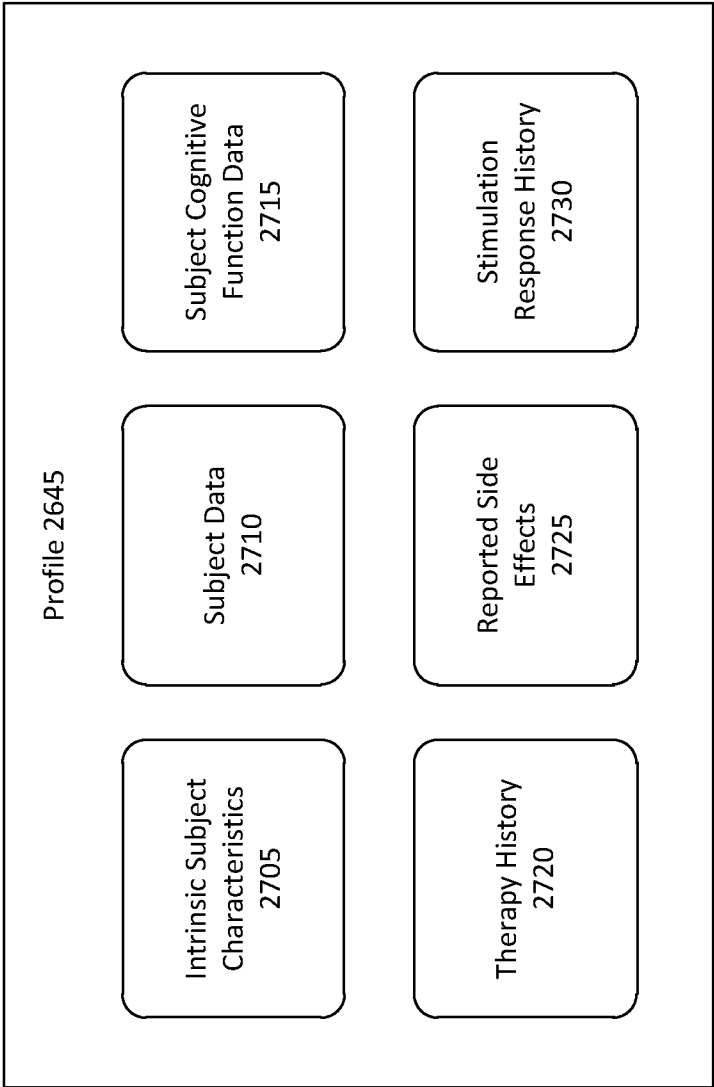 Profile 2645
Intrinsic Subject
Characteristics
2705
Subject Data
2710
Subject Cognitive
Function Data
2715
Therapy History
2720
Reported Side
Effects
2725
Stimulation
Response History
2730